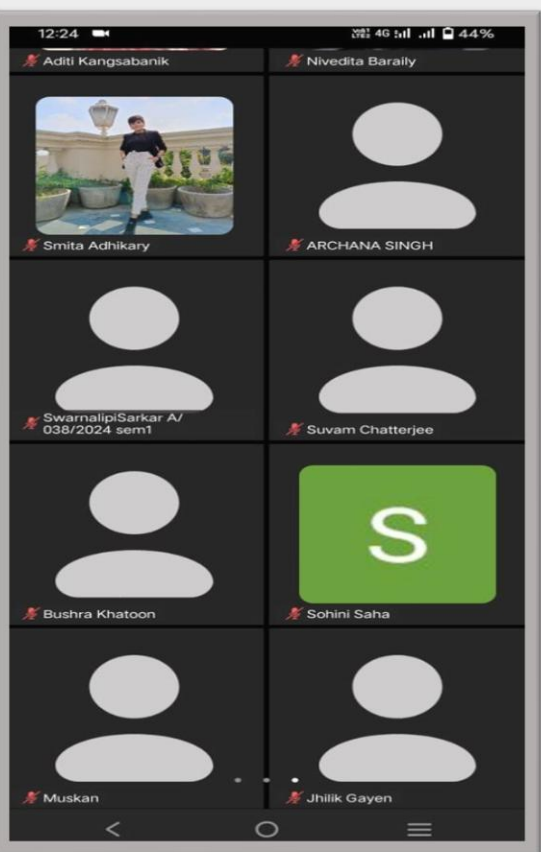 12:24 4G 44%
Aditi Kangsabanik Nivedita Baraily
Smita Adhikary ARCHANA SINGH
SwarnalipiSarkar A/
038/2024 sem1 Suvam Chatterjee
S
Bushra Khatoon Sohini Saha
Muskan Jhilik Gayen